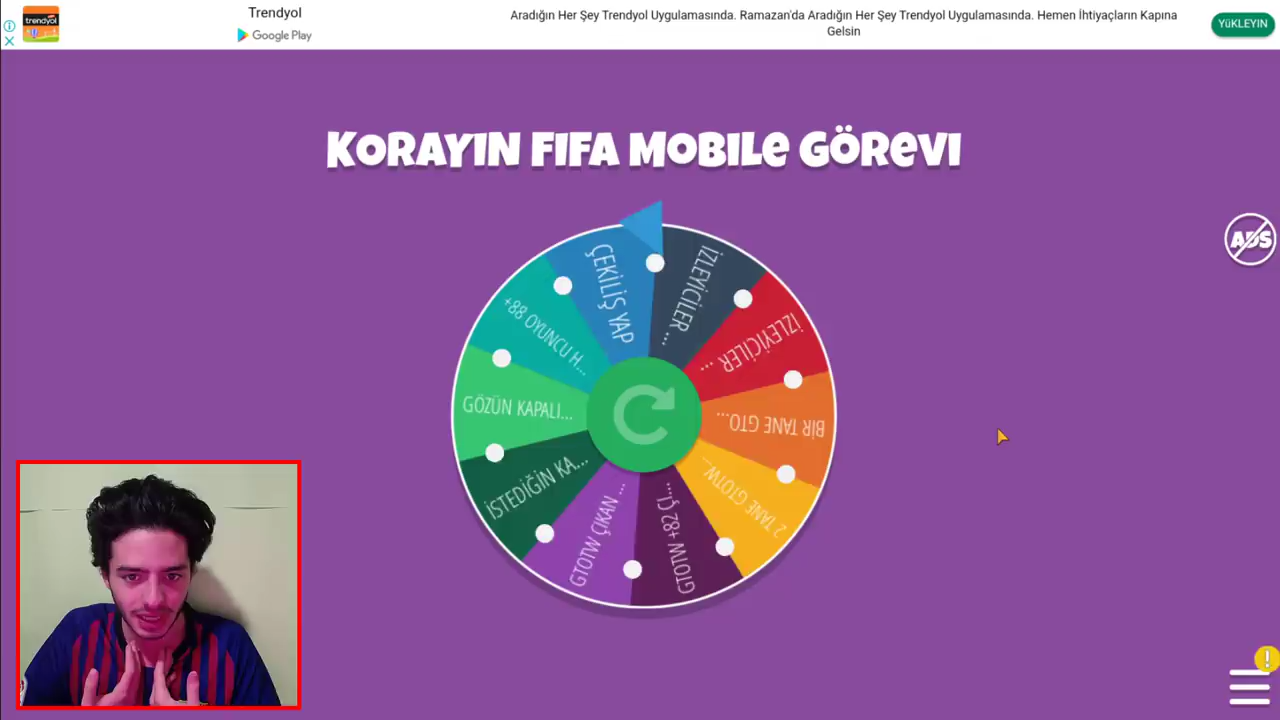 trendyol
Trendyol
Google Play
Aradığın Her Şey Trendyol Uygulamasında. Ramazan'da Aradığın Her Şey Trendyol Uygulamasında. Hemen İhtiyaçların Kapına
Gelsin
YüKLEYIN
KORAYIN FIFA MOBILE GÖREVI
ADS
ÇEKİLİŞ YAP
İZLEYİCİLER ...
İZLEYİCİLER ...
BİR TANE GTO...
2 TANE GTOTW...
GTOTW +82 Çİ...
GTOTW ÇIKAN ...
İSTEDİĞİN KA...
GÖZÜN KAPALI...
+88 OYUNCU H...
!